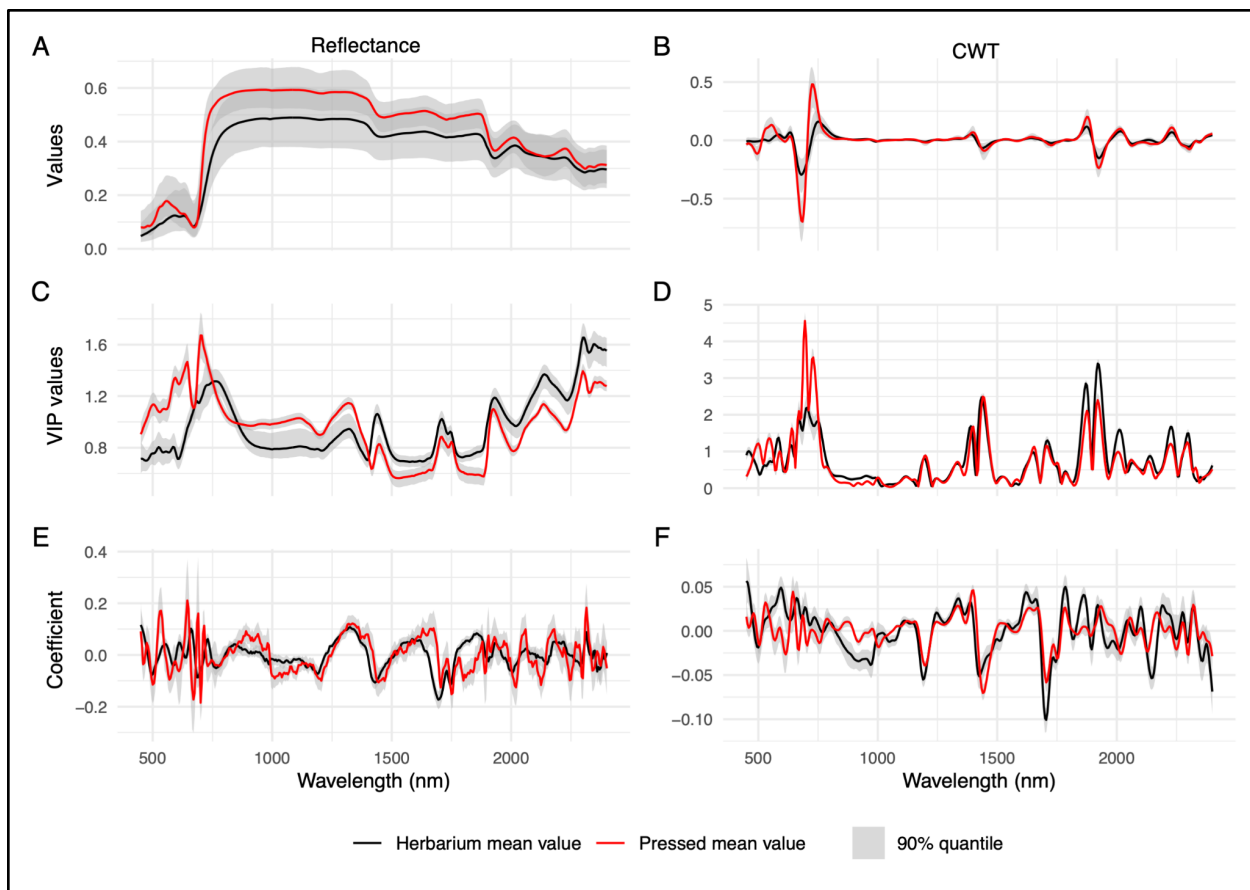 A
Reflectance
B
CWT
Values
0.6
0.4
0.2
0.0
0.5
0.0
−0.5
C
D
VIP values
1.6
1.2
0.8
5
4
3
2
1
0
E
F
Coefficient
0.4
0.2
0.0
−0.2
0.05
0.00
−0.05
−0.10
500 1000 1500 2000
500 1000 1500 2000
Wavelength (nm)
Wavelength (nm)
Herbarium mean value Pressed mean value 90% quantile